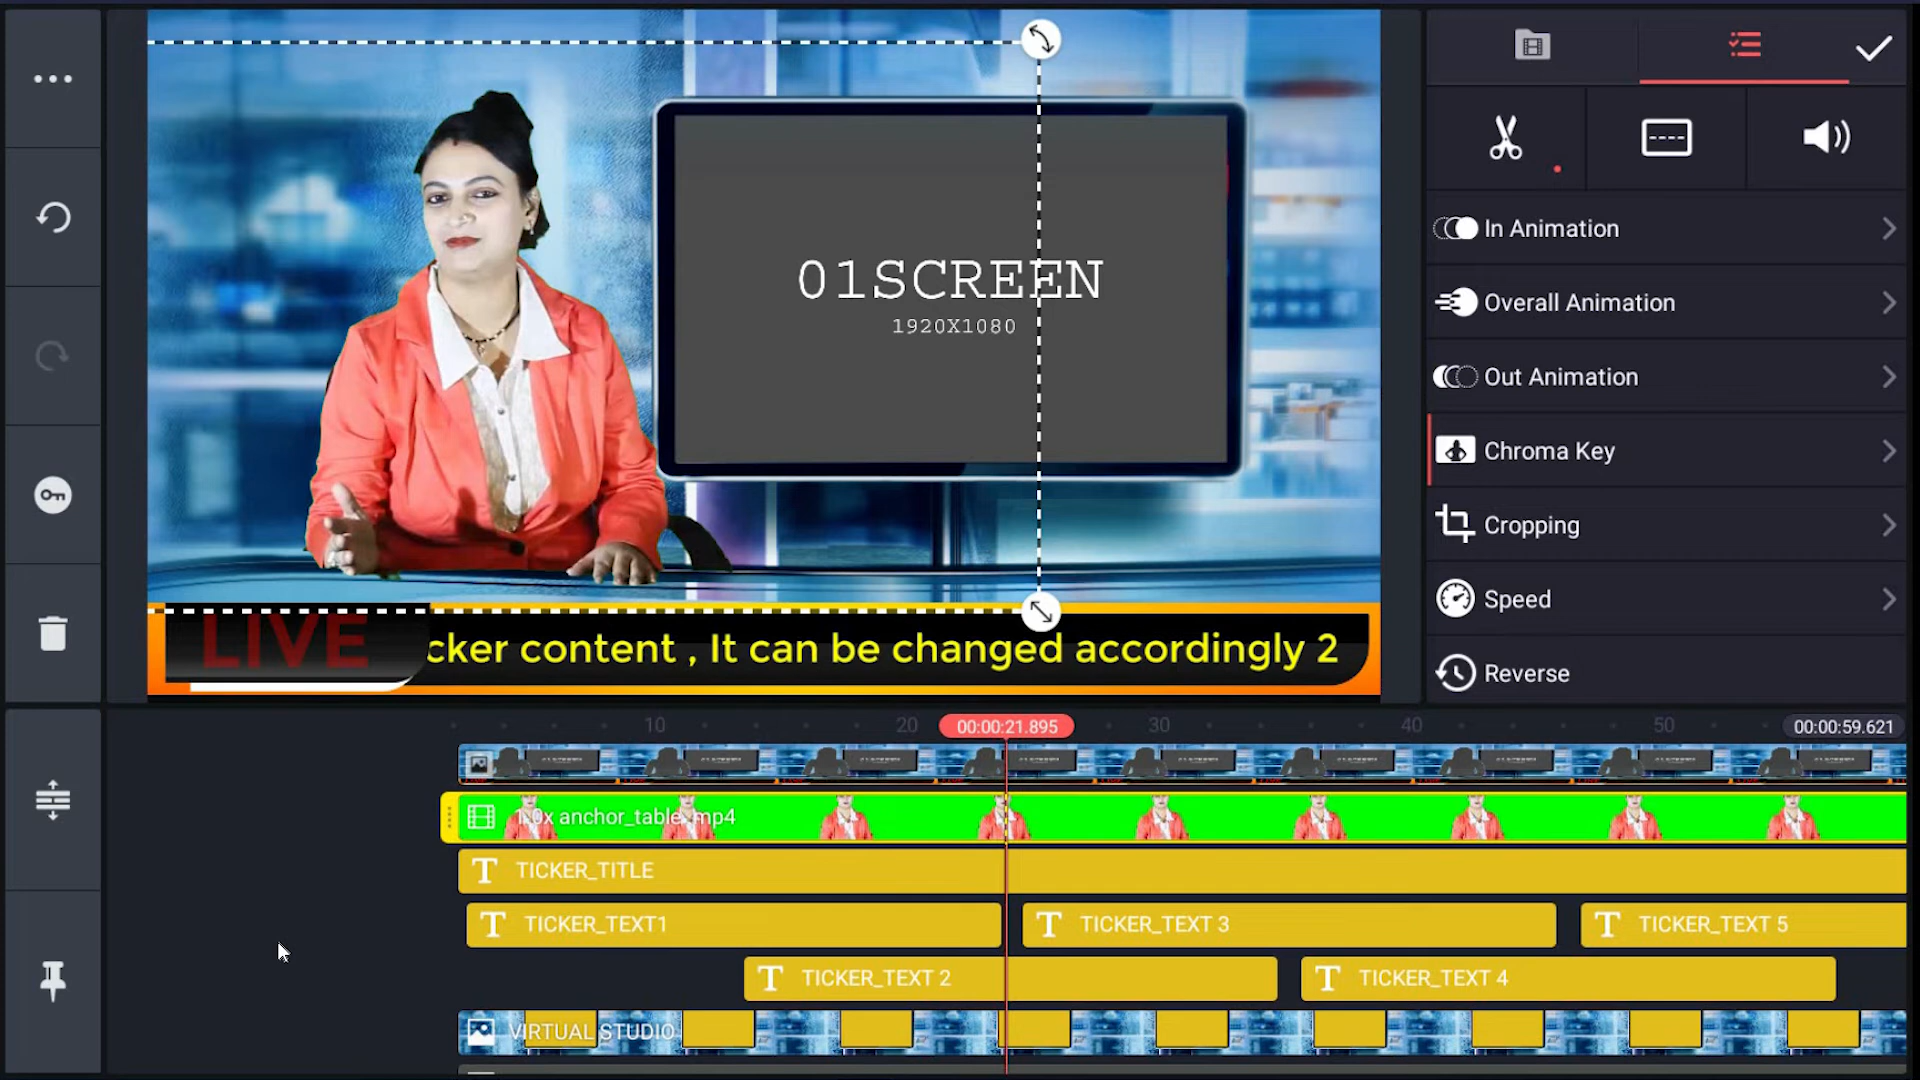 01SCREEN
1920X1080
LIVE
cker content , It can be changed accordingly 2
In Animation
Overall Animation
Out Animation
Chroma Key
Cropping
Speed
Reverse
10
20
00:00:21.895
30
40
50
00:00:59.621
1.0x anchor_table.mp4
TICKER_TITLE
TICKER_TEXT1
TICKER_TEXT 3
TICKER_TEXT 5
TICKER_TEXT 2
TICKER_TEXT 4
VIRTUAL STUDIO